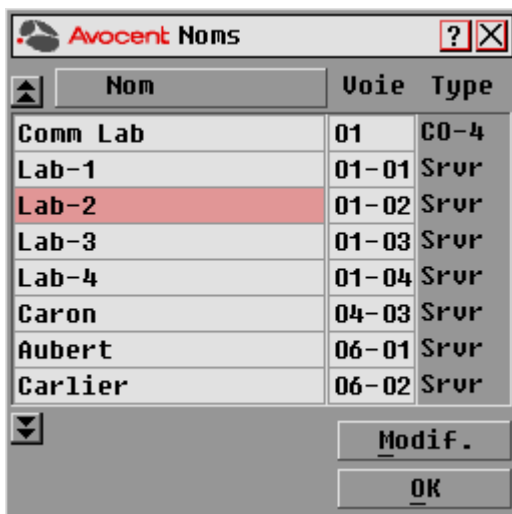 Avocent Noms ? X
Nom Voie Type
Comm Lab 01 CO-4
Lab-1 01-01 Srvr
Lab-2 01-02 Srvr
Lab-3 01-03 Srvr
Lab-4 01-04 Srvr
Caron 04-03 Srvr
Aubert 06-01 Srvr
Carlier 06-02 Srvr
Modif.
OK